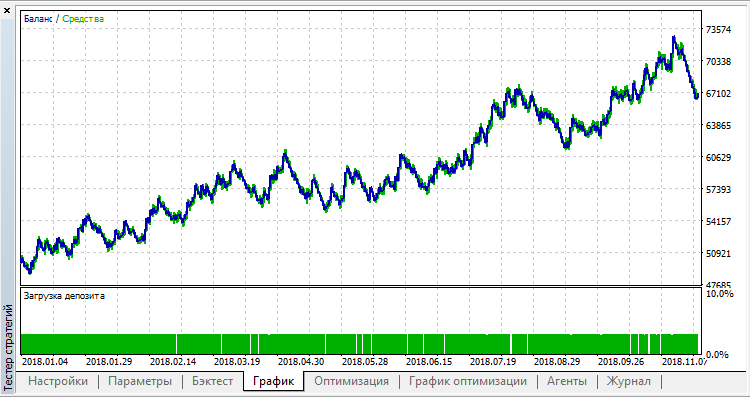 Баланс / Средства
73574
70338
67102
63865
60629
57393
54157
50921
47685
Загрузка депозита
10.0%
0.0%
2018.01.04 2018.01.29 2018.02.14 2018.03.19 2018.04.30 2018.05.28 2018.06.15 2018.07.19 2018.08.29 2018.09.26 2018.11.07
Тестер стратегий
Настройки Параметры Бэктест График Оптимизация График оптимизации Агенты Журнал